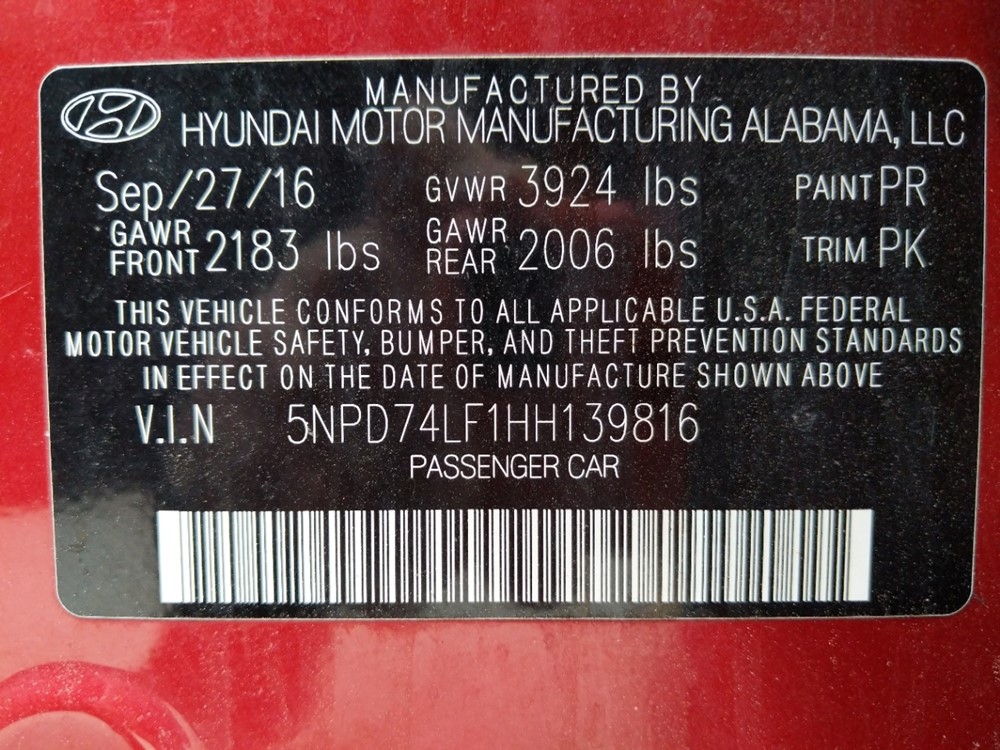 MANUFACTURED BY
HYUNDAI MOTOR MANUFACTURING ALABAMA, LLC
Sep/27/16 GVWR 3924 lbs PAINT PR
GAWR FRONT 2183 lbs GAWR REAR 2006 lbs TRIM PK
THIS VEHICLE CONFORMS TO ALL APPLICABLE U.S.A. FEDERAL
MOTOR VEHICLE SAFETY, BUMPER, AND THEFT PREVENTION STANDARDS
IN EFFECT ON THE DATE OF MANUFACTURE SHOWN ABOVE
V.I.N 5NPD74LF1HH139816
PASSENGER CAR